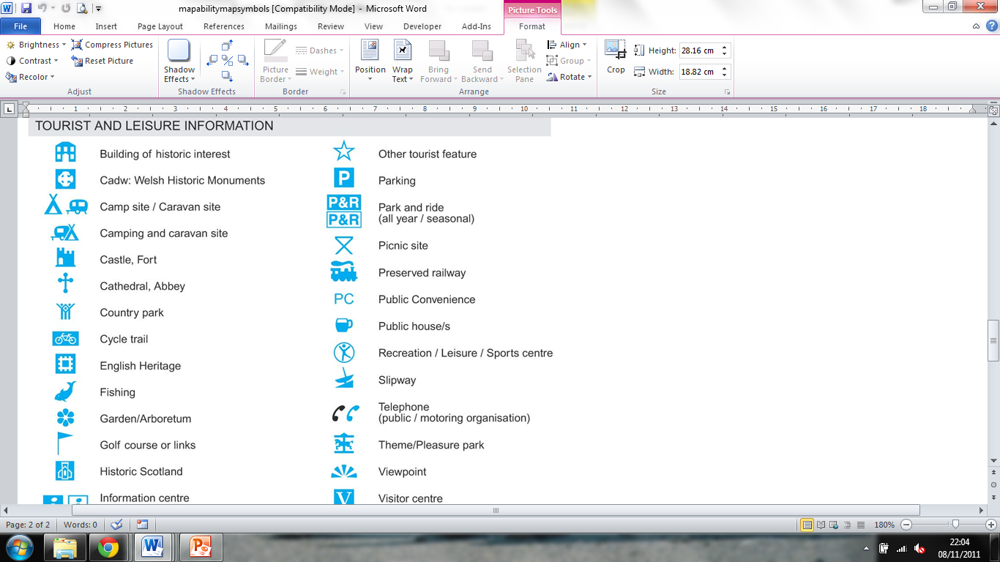 mapabilitymapsymbols [Compatibility Mode] - Microsoft Word
Picture Tools
File Home Insert Page Layout References Mailings Review View Developer Add-Ins Format
Brightness
Contrast
Recolor
Compress Pictures
Reset Picture
Adjust
Shadow Effects
Shadow Effects
Picture Border
Dashes
Weight
Border
Position
Wrap Text
Bring Forward
Send Backward
Selection Pane
Align
Group
Rotate
Arrange
Crop
Height: 28.16 cm
Width: 18.82 cm
Size
1 2 3 4 5 6 7 8 9 10 11 12 13 14 15 16 17 18
TOURIST AND LEISURE INFORMATION
Building of historic interest
Cadw: Welsh Historic Monuments
Camp site / Caravan site
Camping and caravan site
Castle, Fort
Cathedral, Abbey
Country park
Cycle trail
English Heritage
Fishing
Garden/Arboretum
Golf course or links
Historic Scotland
Information centre
Other tourist feature
P Parking
P&R Park and ride
P&R (all year / seasonal)
Picnic site
Preserved railway
PC Public Convenience
Public house/s
Recreation / Leisure / Sports centre
Slipway
Telephone
(public / motoring organisation)
Theme/Pleasure park
Viewpoint
V Visitor centre
Page: 2 of 2 Words: 0 180%
22:04
08/11/2011